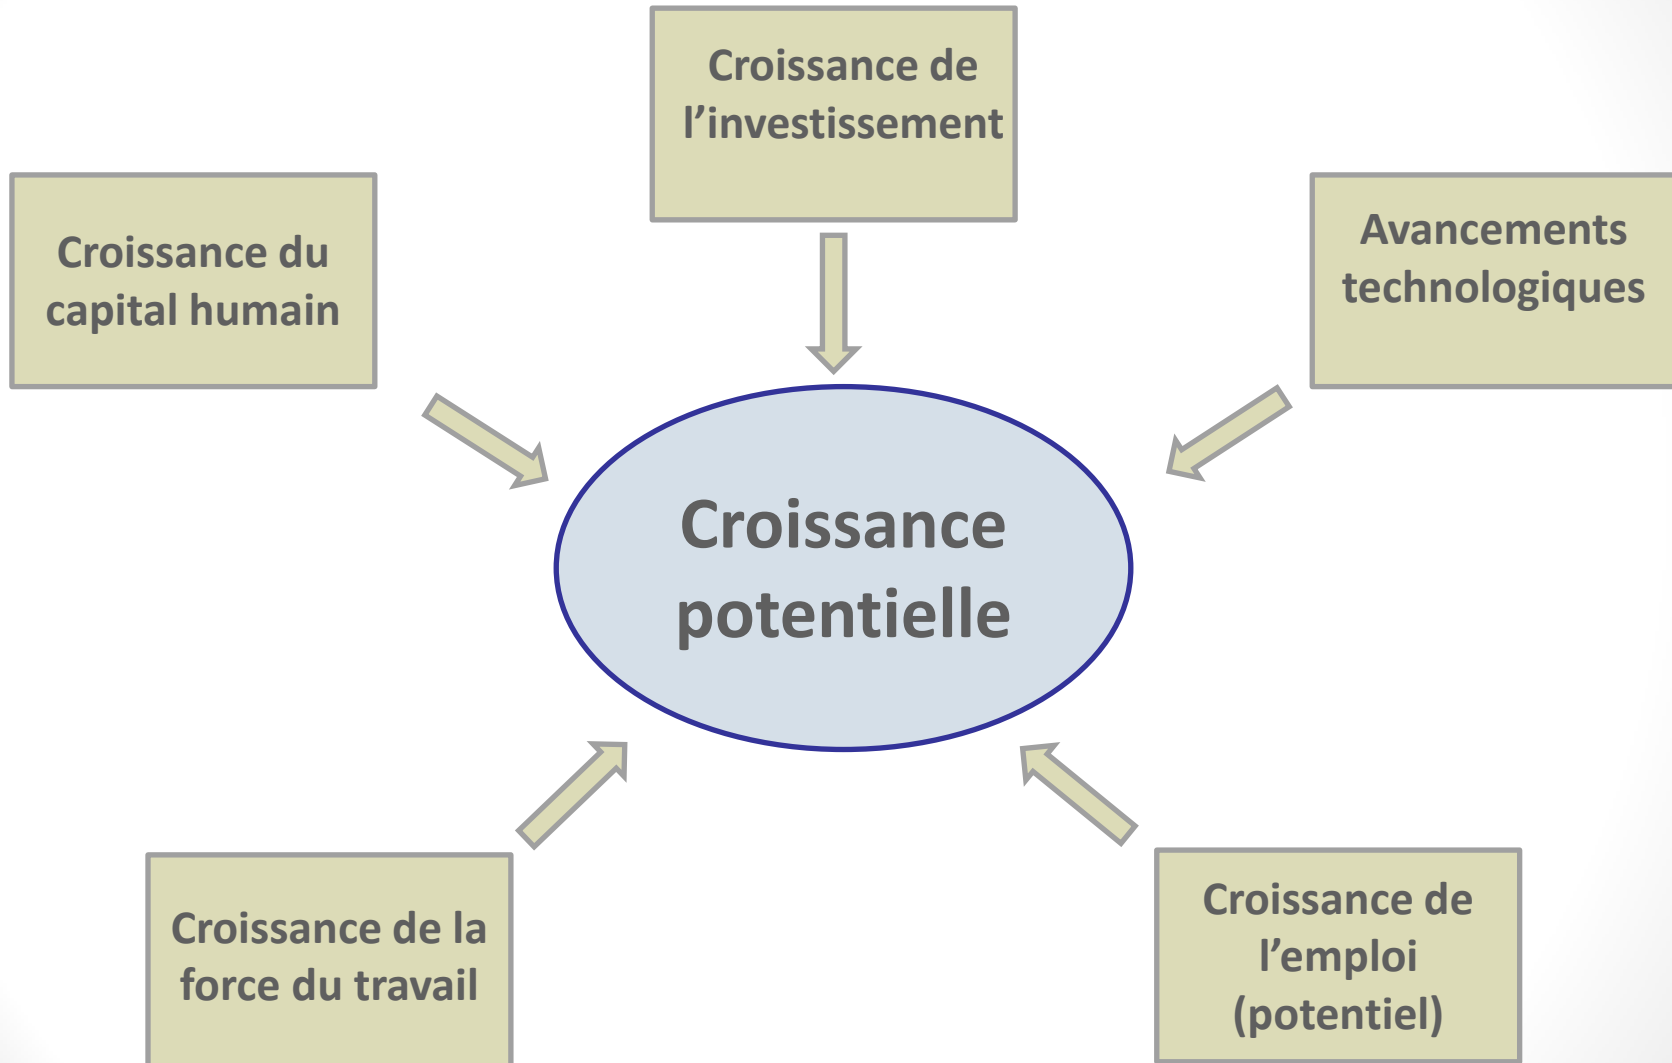 Croissance de
l’investissement
Croissance du
capital humain
Avancements
technologiques
Croissance
potentielle
Croissance de la
force du travail
Croissance de
l’emploi
(potentiel)